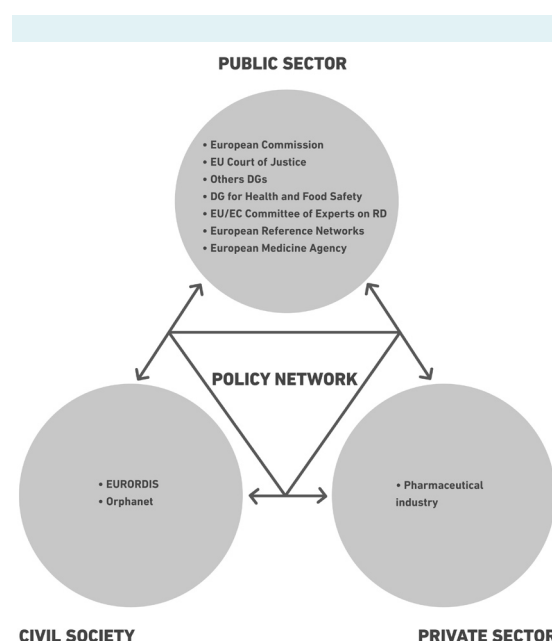 PUBLIC SECTOR
• European Commission
• EU Court of Justice
• Others DGs
• DG for Health and Food Safety
• EU/EC Committee of Experts on RD
• European Reference Networks
• European Medicine Agency
POLICY NETWORK
• EURORDIS
• Orphanet
• Pharmaceutical
industry
CIVIL SOCIETY
PRIVATE SECTOR